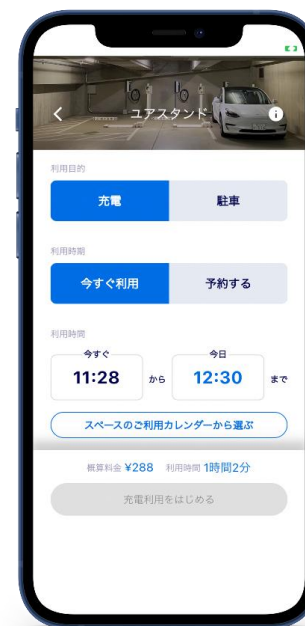 ユアスタンド
利用目的
充電 駐車
利用時期
今すぐ利用 予約する
利用時間
今すぐ 今日
11:28 から 12:30 まで
スペースのご利用カレンダーから選ぶ
概算料金 ¥288 利用時間 1時間2分
充電利用をはじめる